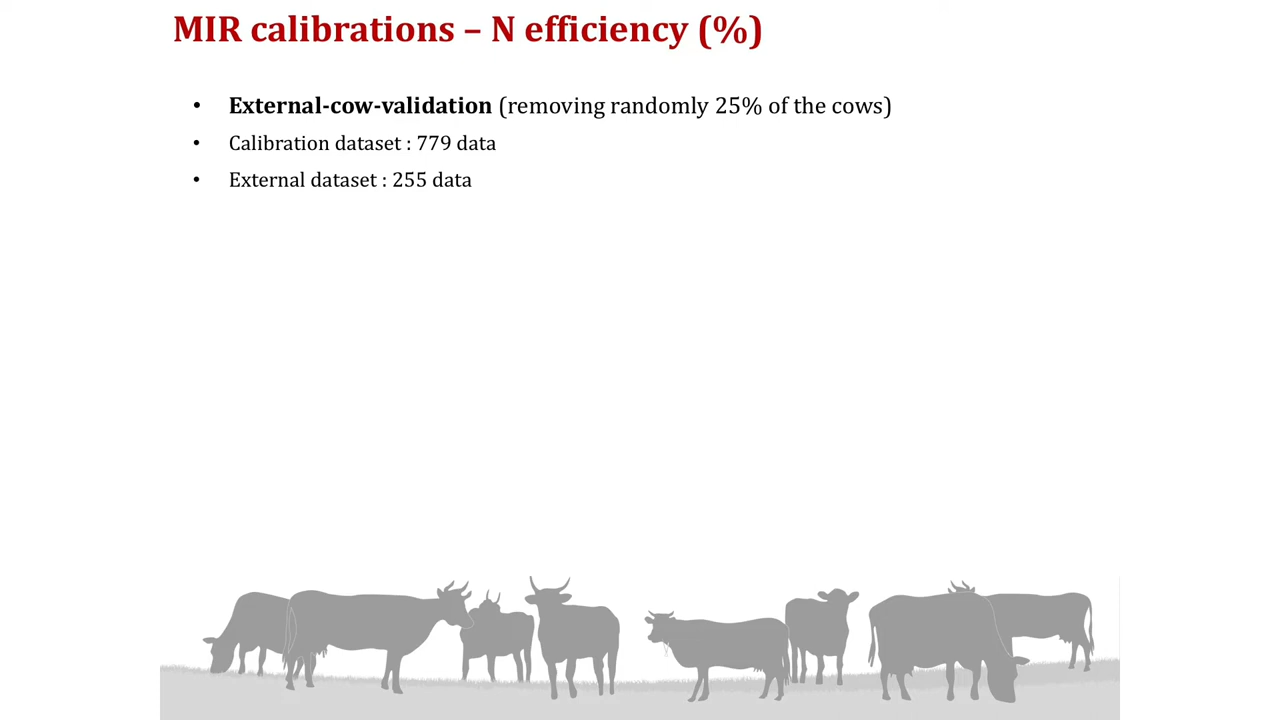 MIR calibrations – N efficiency (%)
• External-cow-validation (removing randomly 25% of the cows)
• Calibration dataset : 779 data
• External dataset : 255 data